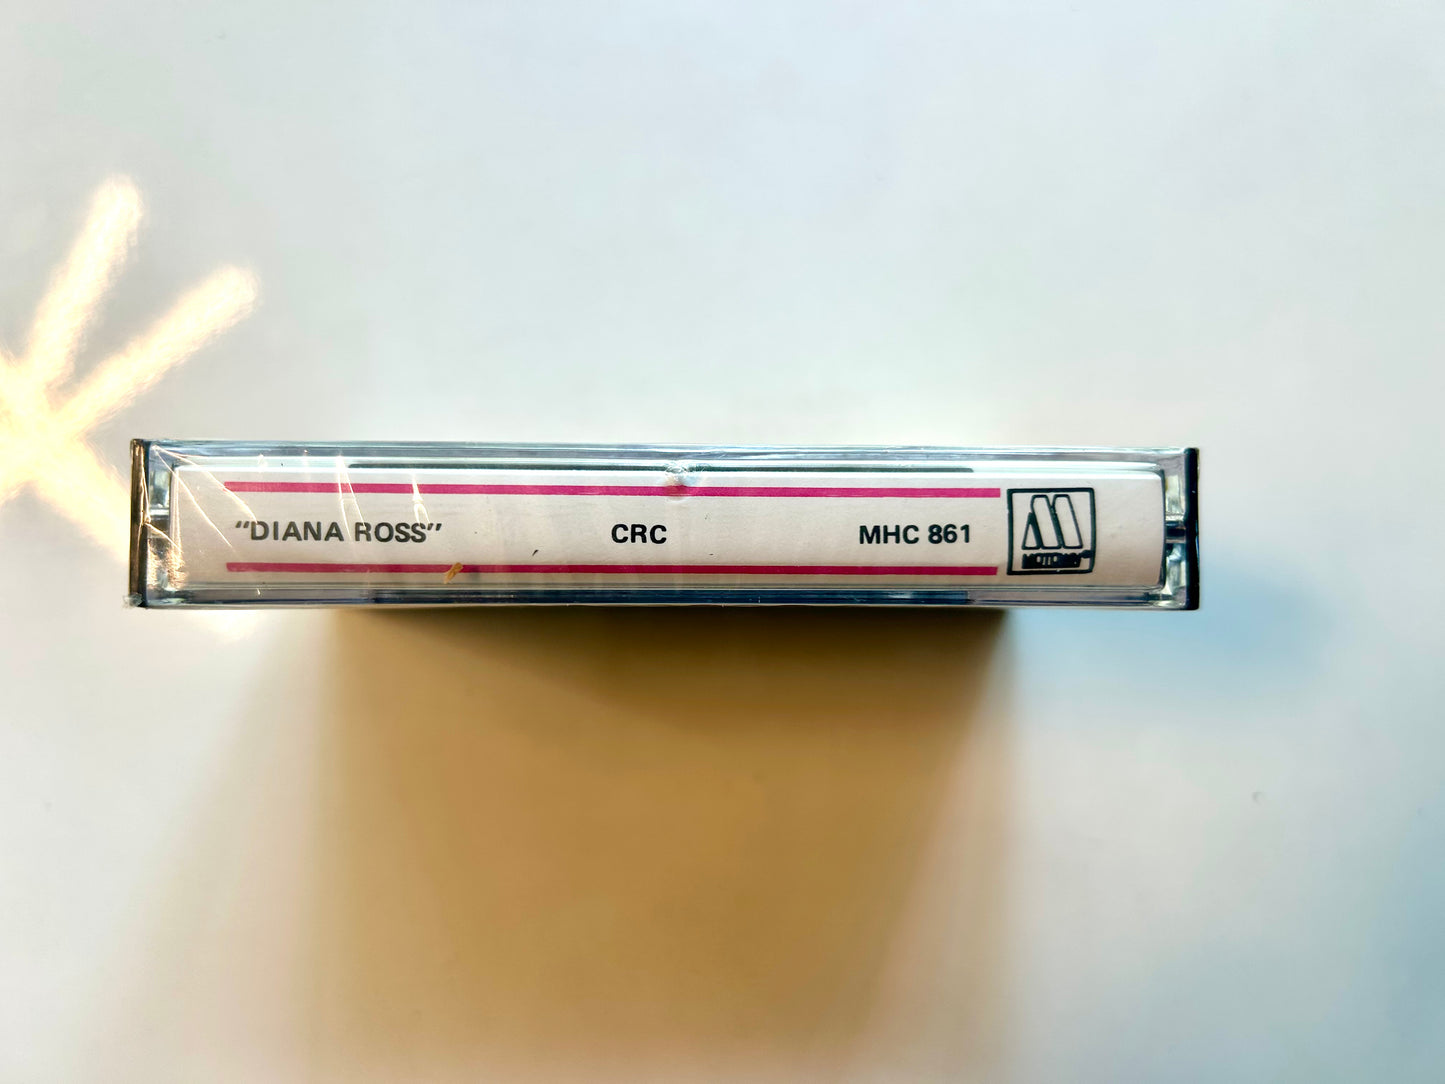 “DIANA ROSS” CRC MHC 861